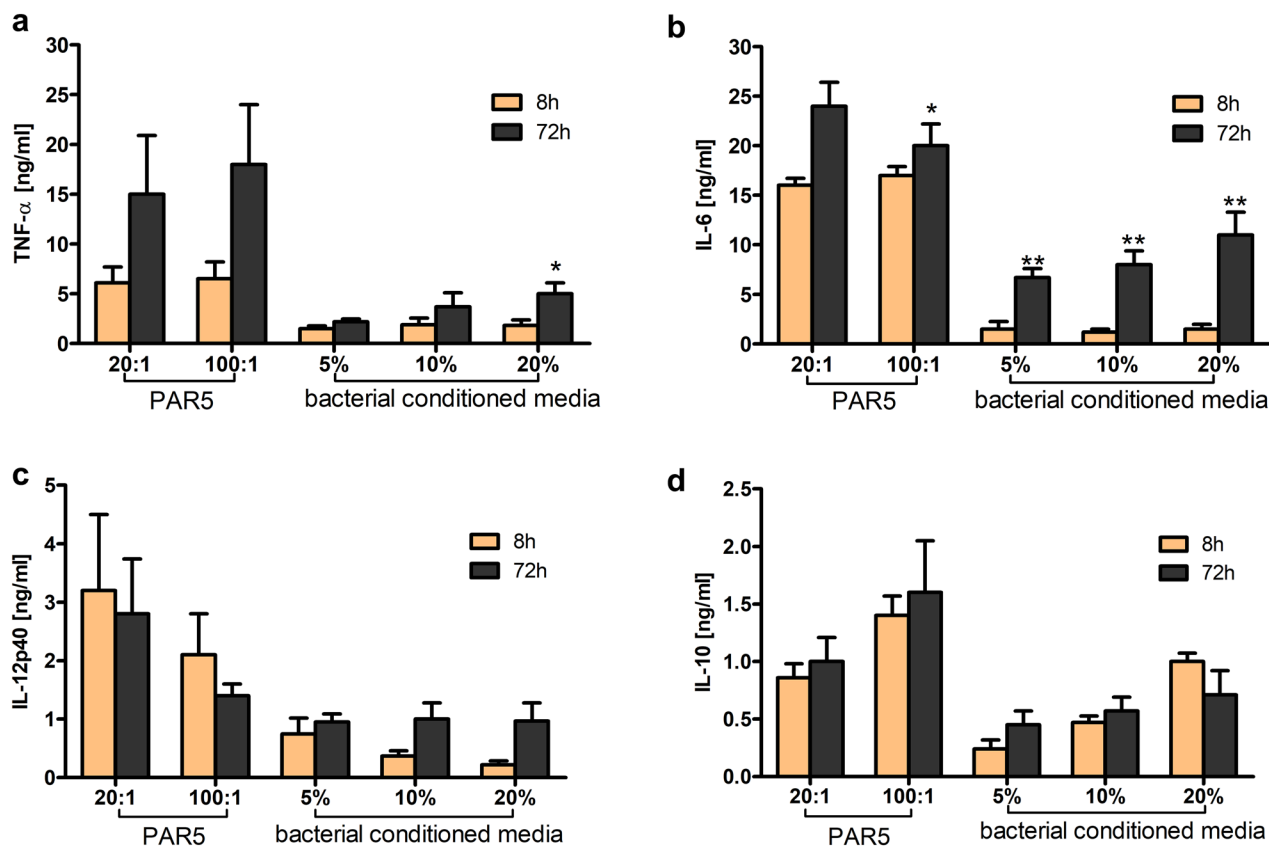 a
TNF-α [ng/ml]
30
25
20
15
10
5
0
8h
72h
*
20:1 100:1 5% 10% 20%
PAR5 bacterial conditioned media
b
IL-6 [ng/ml]
30
25
20
15
10
5
0
8h
72h
* ** ** **
20:1 100:1 5% 10% 20%
PAR5 bacterial conditioned media
c
IL-12p40 [ng/ml]
5
4
3
2
1
0
8h
72h
20:1 100:1 5% 10% 20%
PAR5 bacterial conditioned media
d
IL-10 [ng/ml]
2.5
2.0
1.5
1.0
0.5
0.0
8h
72h
20:1 100:1 5% 10% 20%
PAR5 bacterial conditioned media